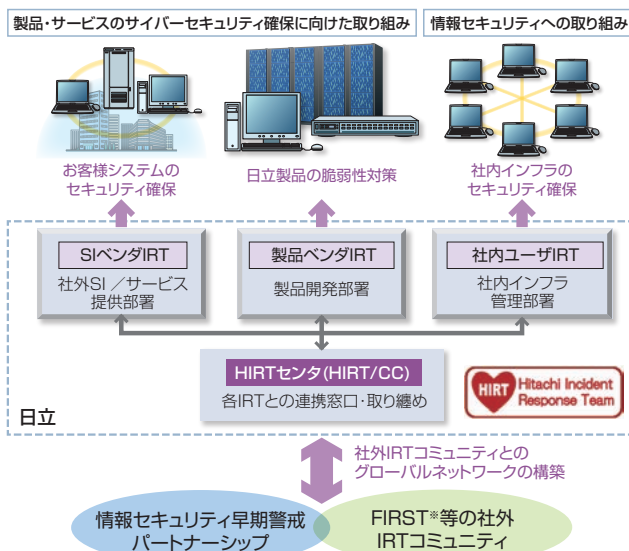 製品・サービスのサイバーセキュリティ確保に向けた取り組み
情報セキュリティへの取り組み
お客様システムの
セキュリティ確保
日立製品の脆弱性対策
社内インフラの
セキュリティ確保
SIベンダIRT
社外SI／サービス
提供部署
製品ベンダIRT
製品開発部署
社内ユーザIRT
社内インフラ
管理部署
HIRTセンタ(HIRT/CC)
各IRTとの連携窓口・取り纏め
HIRT
Hitachi Incident
Response Team
日立
社外IRTコミュニティとの
グローバルネットワークの構築
情報セキュリティ早期警戒
パートナーシップ
FIRST※等の社外
IRTコミュニティ